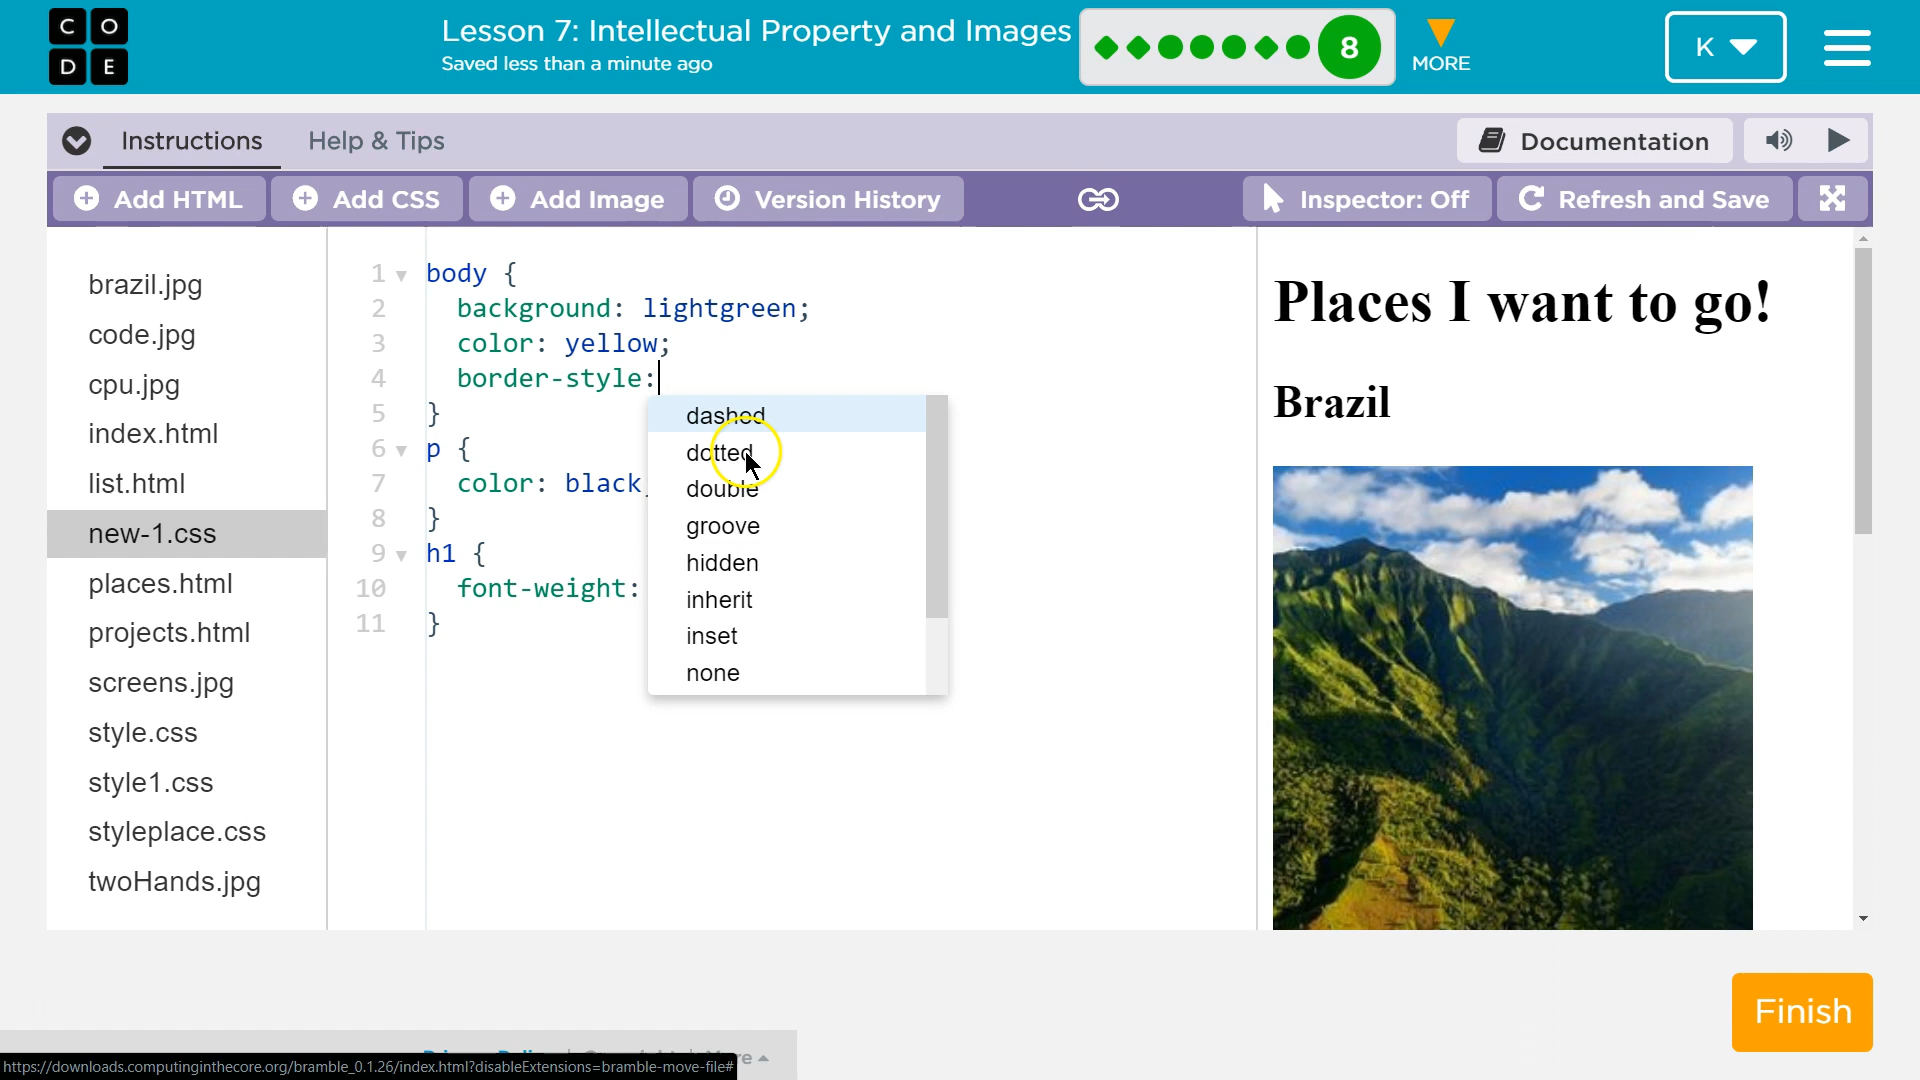 C O
D E
Lesson 7: Intellectual Property and Images
Saved less than a minute ago
8
MORE
K
Instructions
Help & Tips
Documentation
Add HTML
Add CSS
Add Image
Version History
Inspector: Off
Refresh and Save
brazil.jpg
code.jpg
cpu.jpg
index.html
list.html
new-1.css
places.html
projects.html
screens.jpg
style.css
style1.css
styleplace.css
twoHands.jpg
1 body {
2 background: lightgreen;
3 color: yellow;
4 border-style:
5 }
6 p {
7 color: black
8 }
9 h1 {
10 font-weight:
11 }
dashed
dotted
double
groove
hidden
inherit
inset
none
Places I want to go!
Brazil
Finish
https://downloads.computinginthecore.org/bramble_0.1.26/index.html?disableExtensions=bramble-move-file#